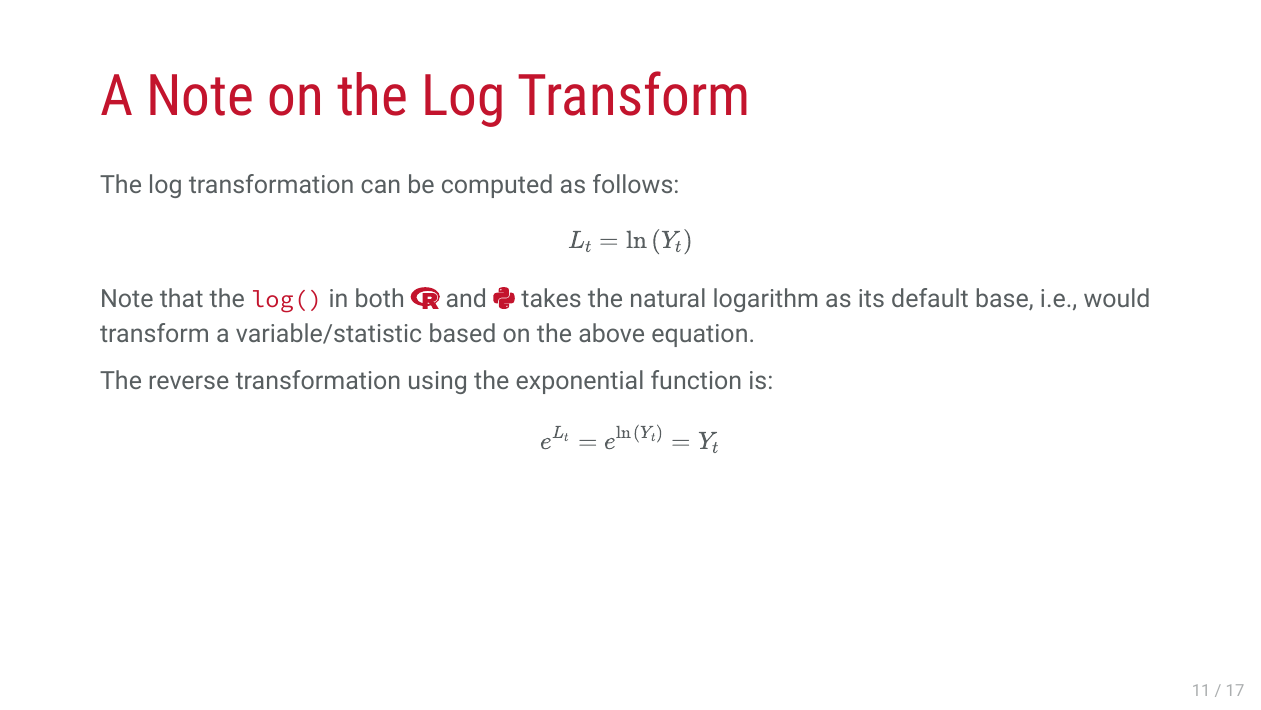 A Note on the Log Transform
The log transformation can be computed as follows:
L_t = ln (Y_t)
Note that the log() in both R and takes the natural logarithm as its default base, i.e., would
transform a variable/statistic based on the above equation.
The reverse transformation using the exponential function is:
e^{L_t} = e^{ln (Y_t)} = Y_t
11 / 17